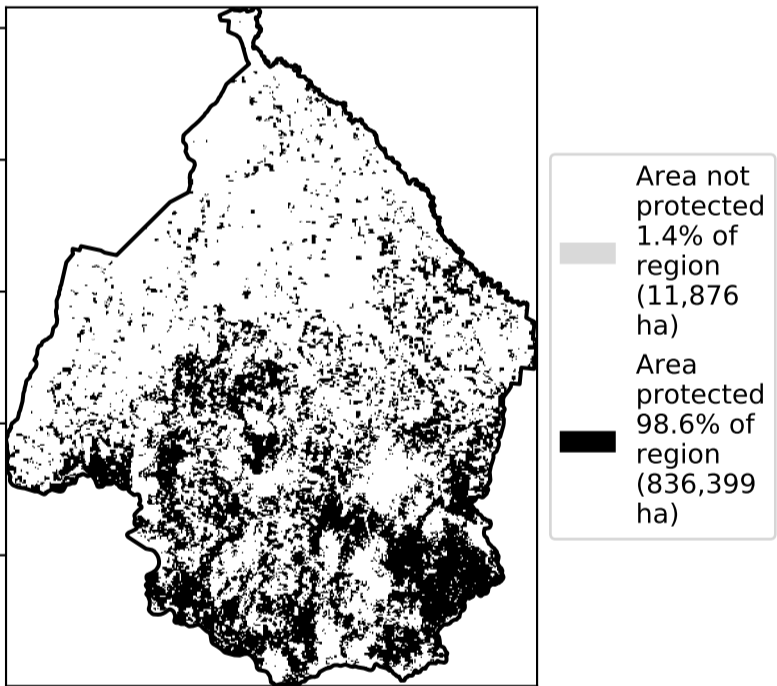 Area not
protected
1.4% of
region
(11,876
ha)
Area
protected
98.6% of
region
(836,399
ha)